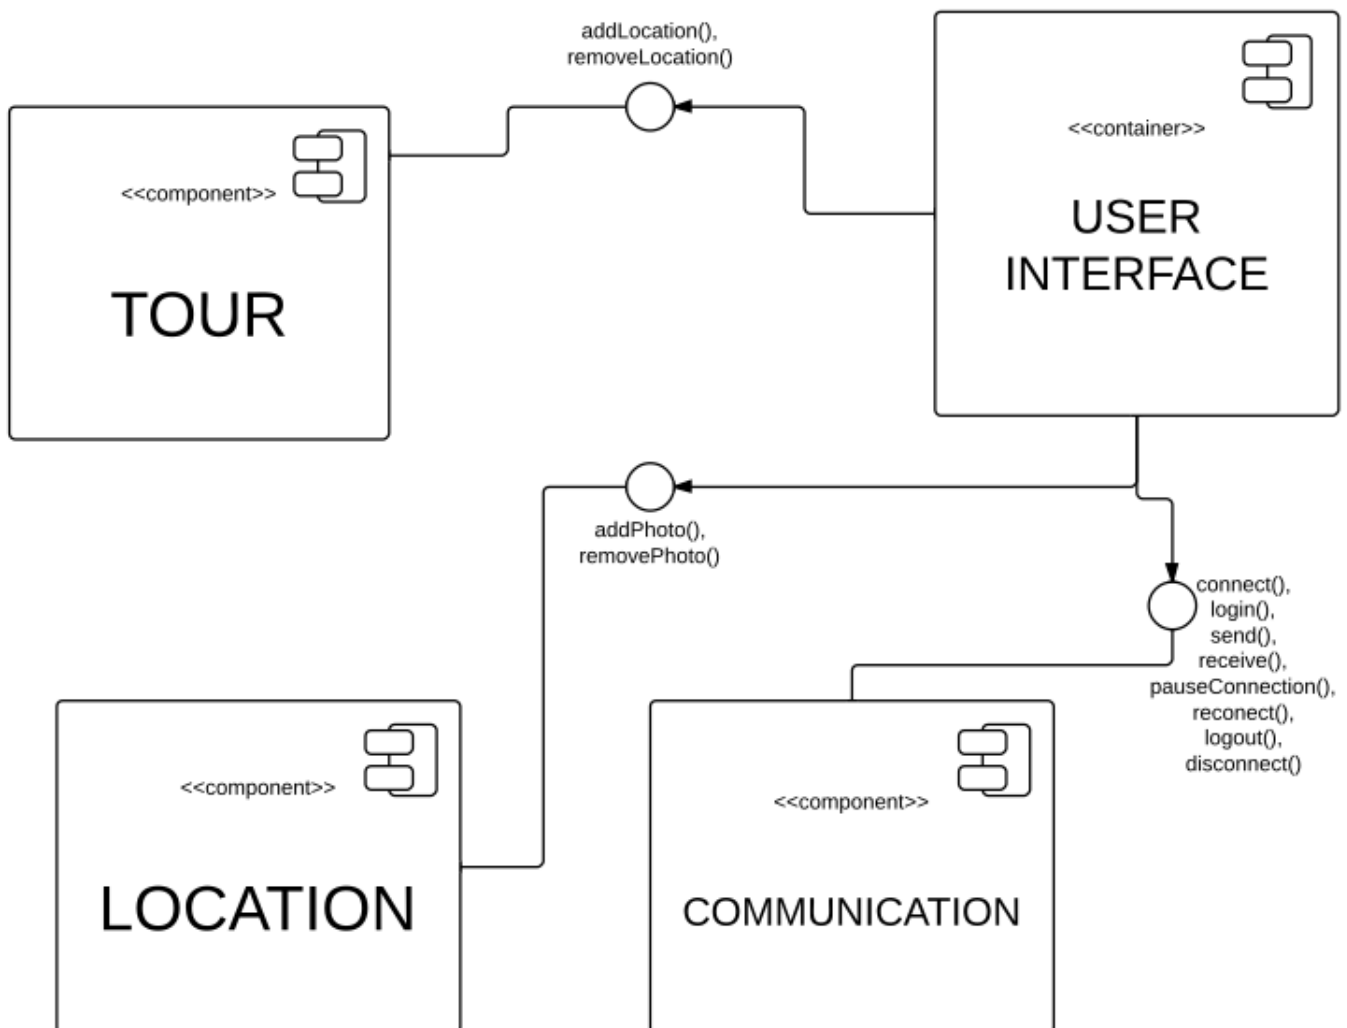 addLocation(),
removeLocation()
<<container>>
USER
INTERFACE
<<component>>
TOUR
addPhoto(),
removePhoto()
connect(),
login(),
send(),
receive(),
pauseConnection(),
reconect(),
logout(),
disconnect()
<<component>>
LOCATION
<<component>>
COMMUNICATION